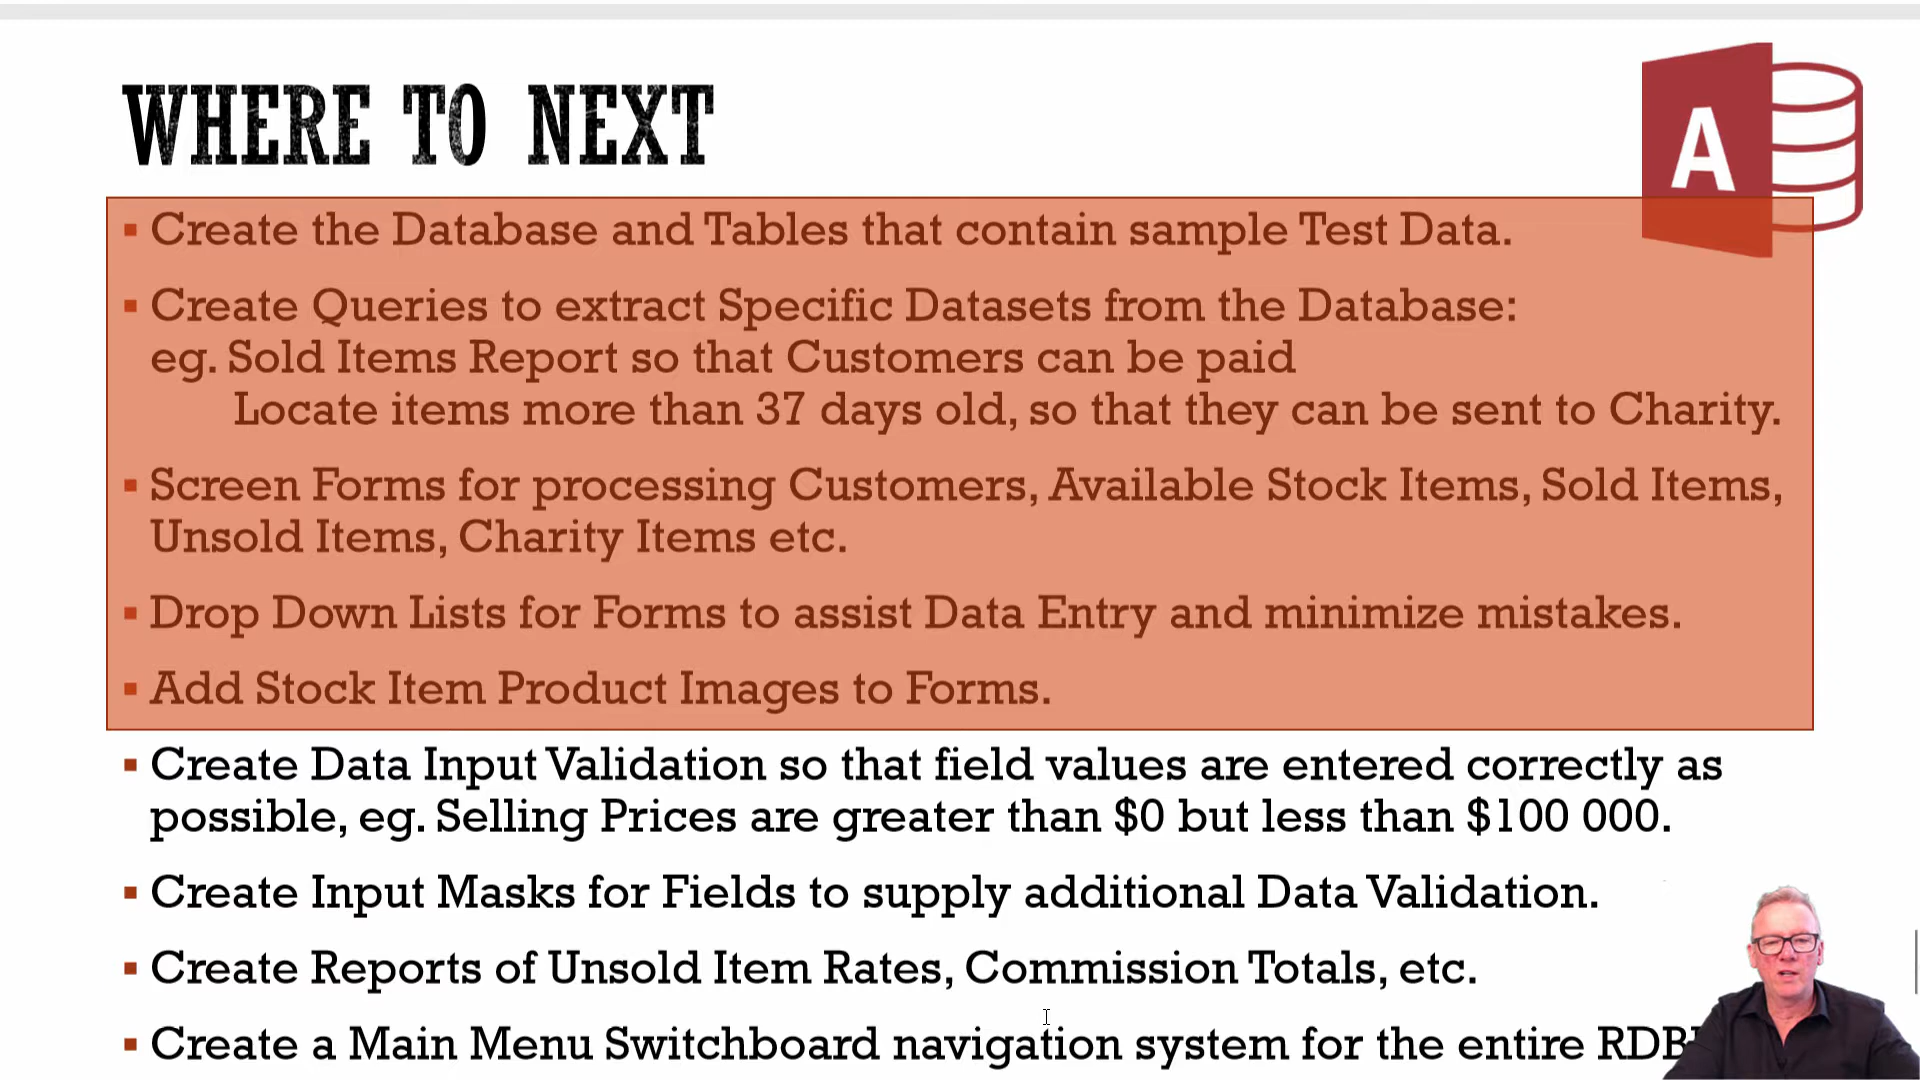 WHERE TO NEXT
A
▪ Create the Database and Tables that contain sample Test Data.
▪ Create Queries to extract Specific Datasets from the Database:
eg. Sold Items Report so that Customers can be paid
Locate items more than 37 days old, so that they can be sent to Charity.
▪ Screen Forms for processing Customers, Available Stock Items, Sold Items,
Unsold Items, Charity Items etc.
▪ Drop Down Lists for Forms to assist Data Entry and minimize mistakes.
▪ Add Stock Item Product Images to Forms.
▪ Create Data Input Validation so that field values are entered correctly as
possible, eg. Selling Prices are greater than $0 but less than $100 000.
▪ Create Input Masks for Fields to supply additional Data Validation.
▪ Create Reports of Unsold Item Rates, Commission Totals, etc.
▪ Create a Main Menu Switchboard navigation system for the entire